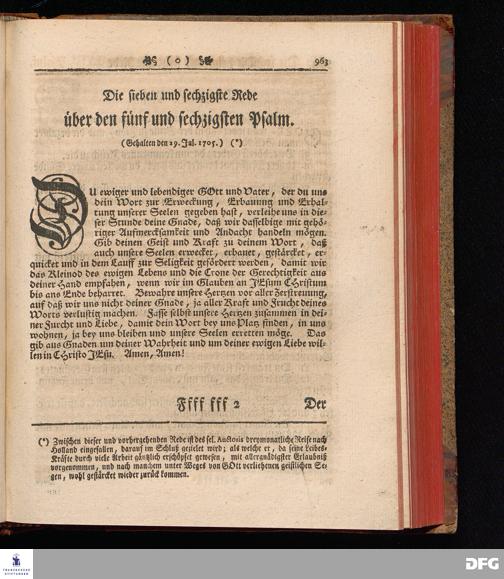 ( o ) 963
Die sieben und sechzigste Rede
über den fünf und sechzigsten Psalm.
(Gehalten den 29. Jul. 1705.) (*)
DU ewiger und lebendiger GOtt und Vater, der du uns
dein Wort zur Erweckung, Erbauung und Erhal-
tung unserer Seelen gegeben hast, verleihe uns in die-
ser Stunde deine Gnade, daß wir dasselbige mit gehö-
riger Aufmercksamkeit und Andacht handeln mögen.
Gib deinen Geist und Kraft zu deinem Wort, daß
auch unsere Seelen erwecket, erbauet, gestärcket, er-
quicket und in dem Lauff zur Seligkeit gefördert werden, damit wir
das Kleinod des ewigen Lebens und die Crone der Gerechtigkeit aus
deiner Hand empfahen, wenn wir im Glauben an JEsum CHristum
bis ans Ende beharret. Bewahre unsere Hertzen vor aller Zerstreuung,
auf daß wir uns nicht deiner Gnade, ja aller Kraft und Frucht deines
Worts verlustig machen. Fasse selbst unsere Hertzen zusammen in dei-
ner Furcht und Liebe, damit dein Wort bey uns Platz finden, in uns
wohnen, ja bey uns bleiben und unsere Seelen erretten möge. Das
gib aus Gnaden um deiner Wahrheit und um deiner ewigen Liebe wil-
len in CHristo JEsu. Amen, Amen!
Ffff fff 2 Der
(*) Zwischen dieser und vorhergehenden Rede ist des sel. Auctoris dreymonatliche Reise nach
Holland eingefallen, darauf im Schluß gezielet wird; als welche er, da seine Leibes-
Kräfte durch viele Arbeit gäntzlich erschöpfet gewesen, mit allergnädigster Erlaubniß
vorgenommen, und nach manchem unter Weges von GOtt verliehenen geistlichen Se-
gen, wohl gestärcket wieder zurück kommen.
FRANCKESCHE
STIFTUNGEN
DFG